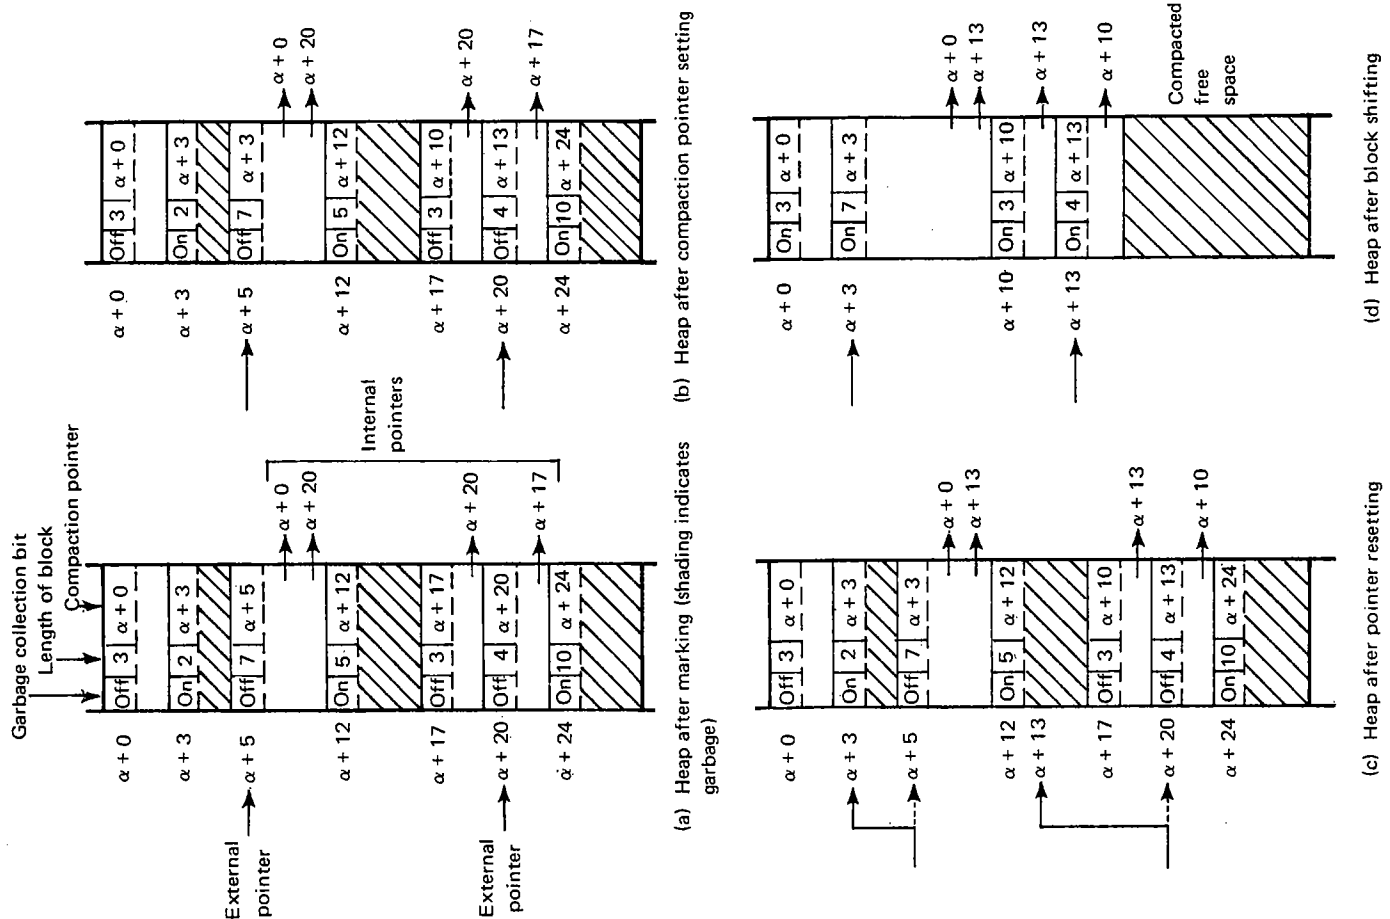 Garbage collection bit
Length of block
Compaction pointer
α + 0
Off 3 α + 0
α + 3
On 2 α + 3
External pointer
α + 5
Off 7 α + 5
α + 0
α + 20
α + 12
On 5 α + 12
Internal pointers
α + 17
Off 3 α + 17
α + 20
External pointer
α + 20
Off 4 α + 20
α + 17
α + 24
On 10 α + 24
(a) Heap after marking (shading indicates
garbage)
α + 0
Off 3 α + 0
α + 3
On 2 α + 3
α + 5
Off 7 α + 3
α + 0
α + 20
α + 12
On 5 α + 12
α + 17
Off 3 α + 10
α + 20
α + 20
Off 4 α + 13
α + 17
α + 24
On 10 α + 24
(b) Heap after compaction pointer setting
α + 0
Off 3 α + 0
α + 3
On 2 α + 3
α + 5
Off 7 α + 3
α + 0
α + 13
α + 12
On 5 α + 12
α + 13
α + 17
Off 3 α + 10
α + 13
α + 20
Off 4 α + 13
α + 10
α + 24
On 10 α + 24
(c) Heap after pointer resetting
α + 0
On 3 α + 0
α + 3
On 7 α + 3
α + 0
α + 13
α + 10
On 3 α + 10
α + 13
α + 13
On 4 α + 13
α + 10
Compacted
free
space
(d) Heap after block shifting